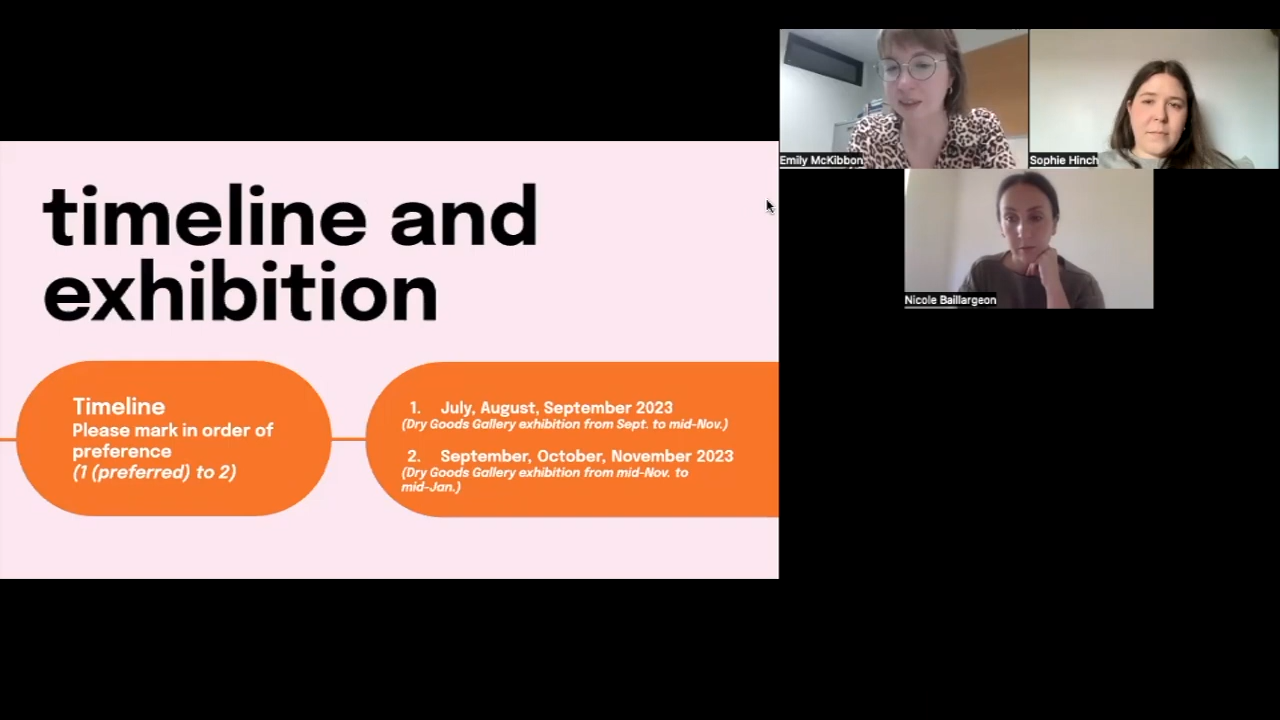 timeline and
exhibition
Timeline
Please mark in order of
preference
(1 (preferred) to 2)
1. July, August, September 2023
(Dry Goods Gallery exhibition from Sept. to mid-Nov.)
2. September, October, November 2023
(Dry Goods Gallery exhibition from mid-Nov. to
mid-Jan.)
Emily McKibbon
Sophie Hinch
Nicole Baillargeon